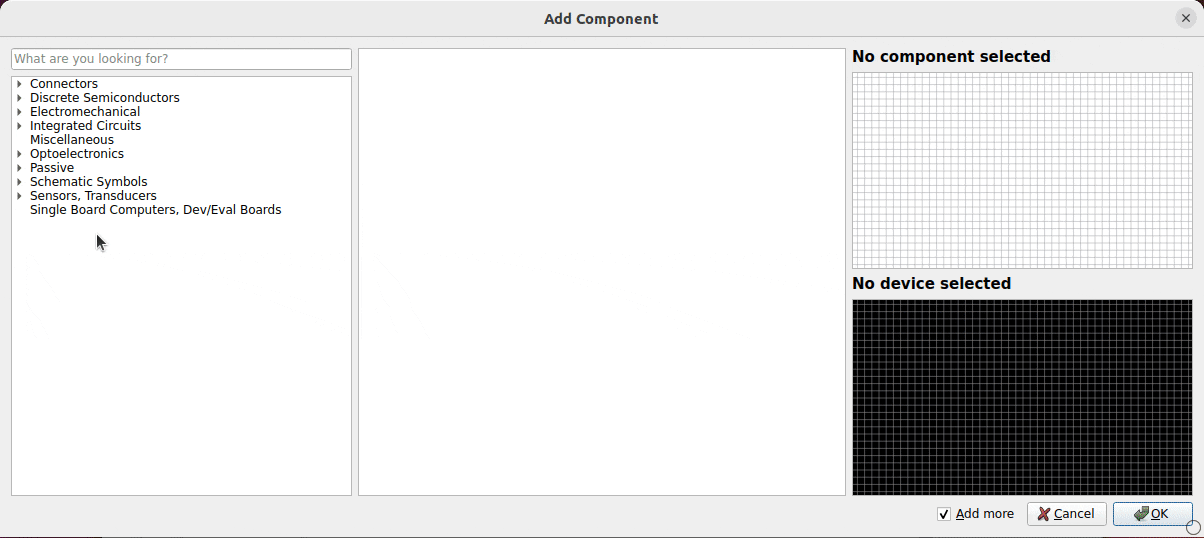 Add Component
What are you looking for?
Connectors
Discrete Semiconductors
Electromechanical
Integrated Circuits
Miscellaneous
Optoelectronics
Passive
Schematic Symbols
Sensors, Transducers
Single Board Computers, Dev/Eval Boards
No component selected
No device selected
Add more
Cancel
OK